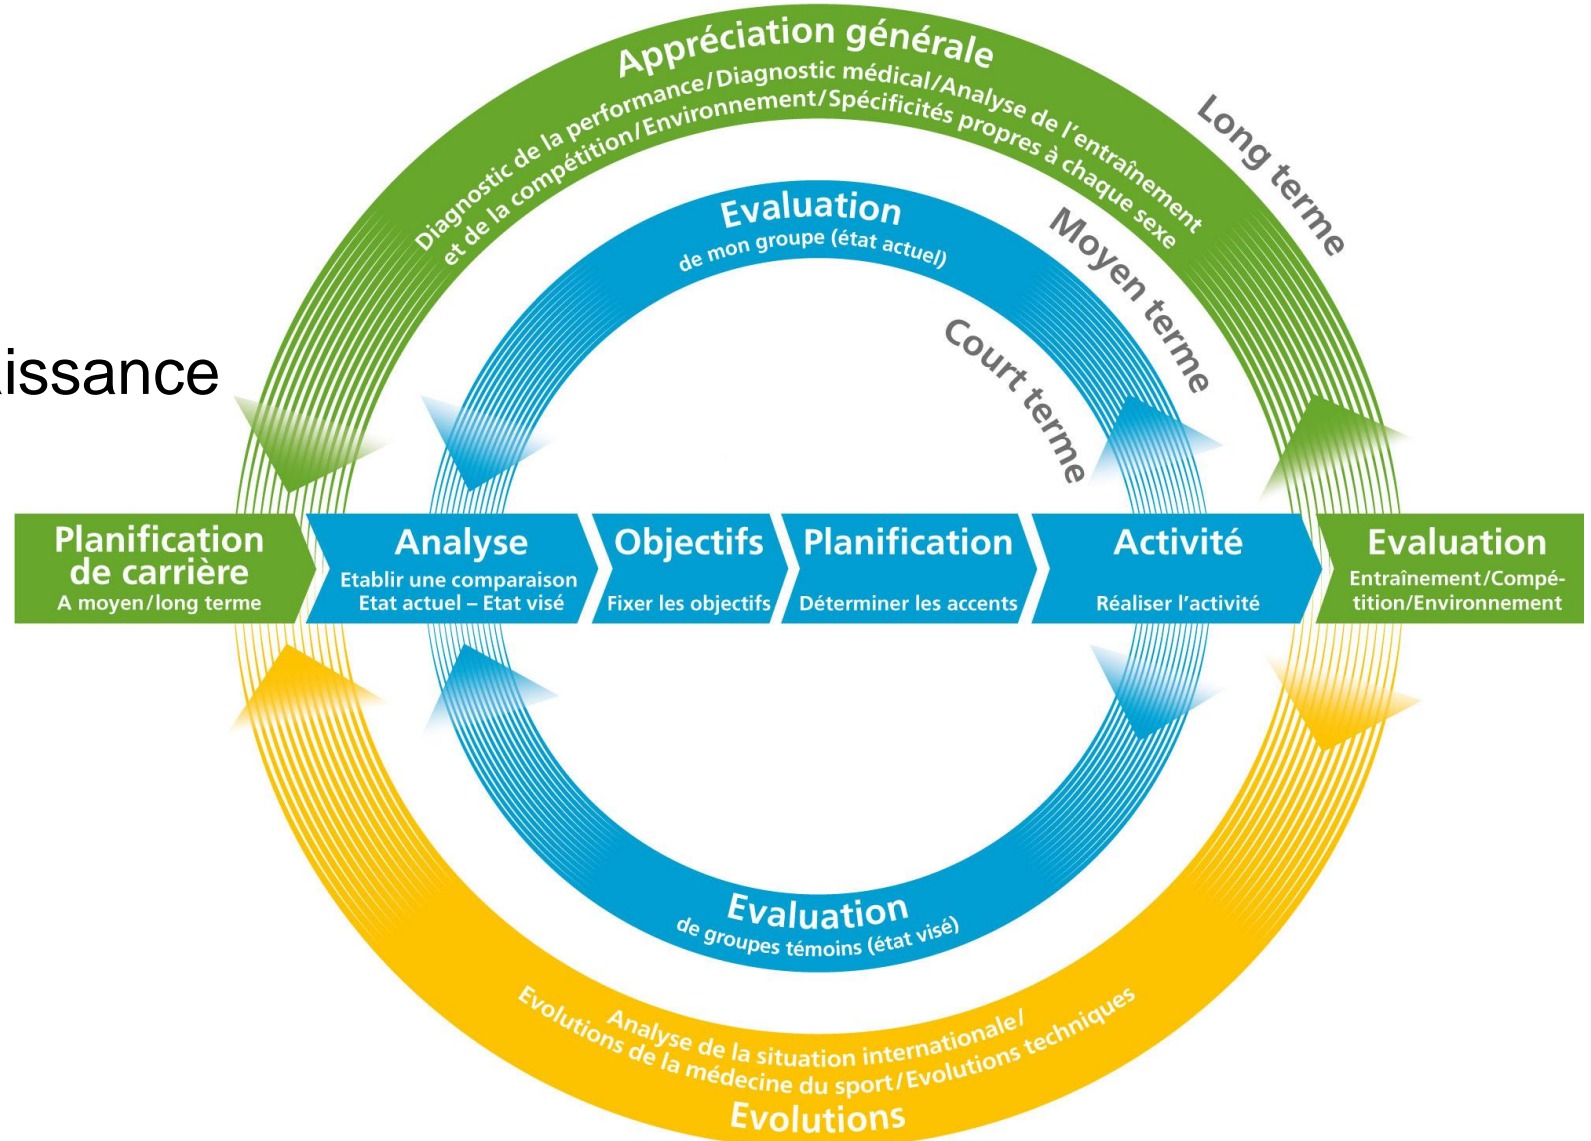 Appréciation générale
Diagnostic de la performance/Diagnostic médical/Analyse de l'entraînement
et de la compétition/Environnement/Spécificités propres à chaque sexe
Long terme
Evaluation
de mon groupe (état actuel)
Moyen terme
Court terme
issance
Planification
de carrière
A moyen/long terme
Analyse
Etablir une comparaison
Etat actuel – Etat visé
Objectifs
Fixer les objectifs
Planification
Déterminer les accents
Activité
Réaliser l'activité
Evaluation
Entraînement/Compé-
tition/Environnement
Evaluation
de groupes témoins (état visé)
Analyse de la situation internationale/
Evolutions de la médecine du sport/Evolutions techniques
Evolutions